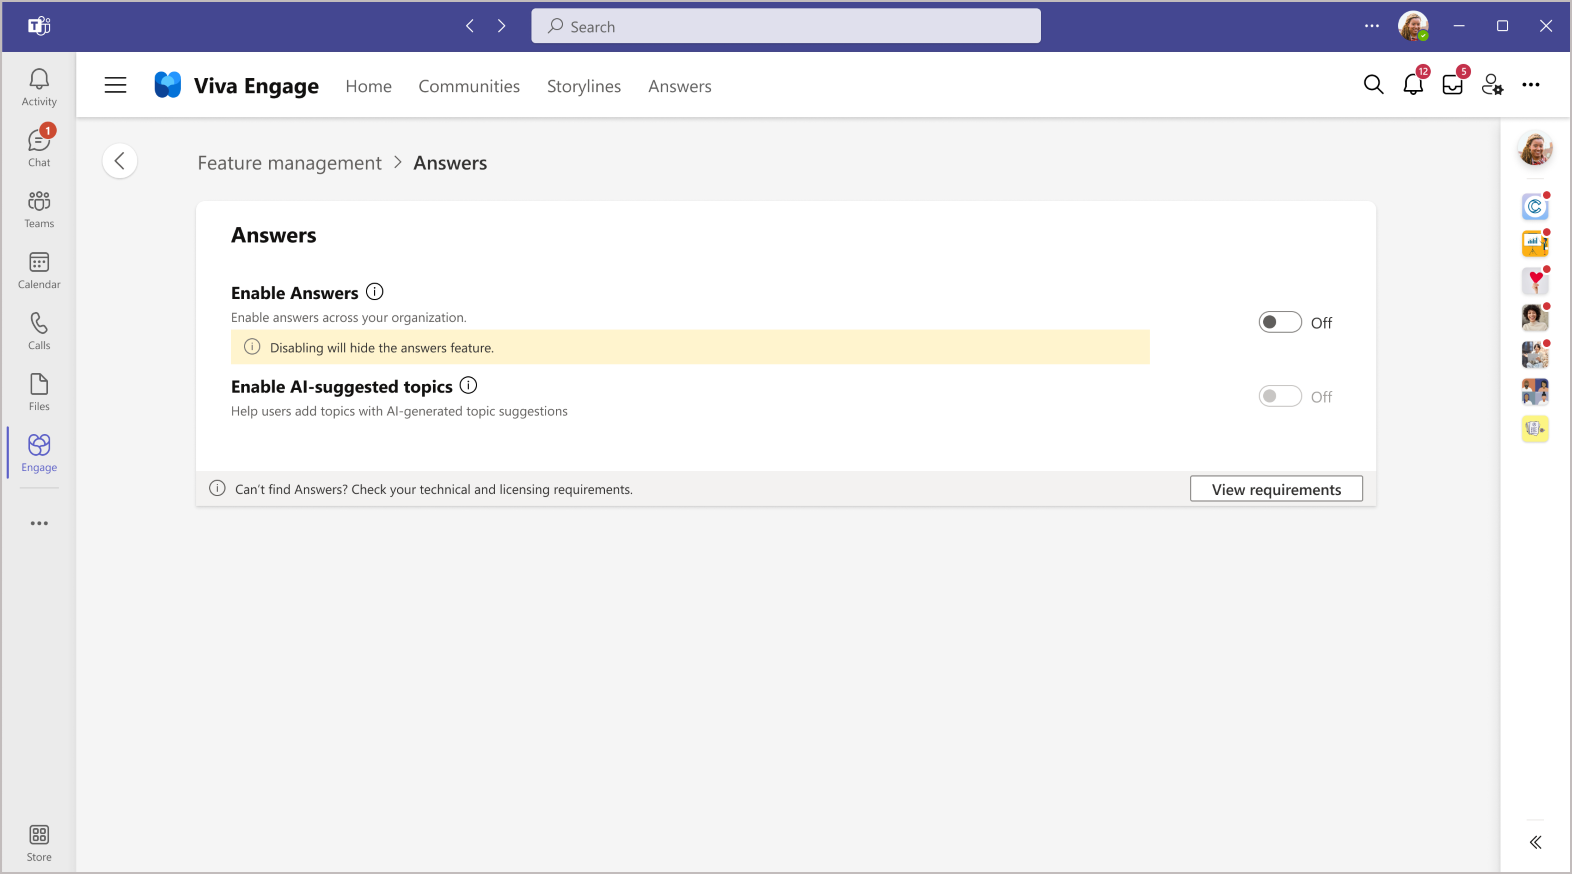 Search
Activity
1
Chat
Teams
Calendar
Calls
Files
Engage
Store
Viva Engage
Home
Communities
Storylines
Answers
12
5
Feature management > Answers
Answers
Enable Answers
Enable answers across your organization.
Disabling will hide the answers feature.
Off
Enable AI-suggested topics
Help users add topics with AI-generated topic suggestions
Off
Can't find Answers? Check your technical and licensing requirements.
View requirements